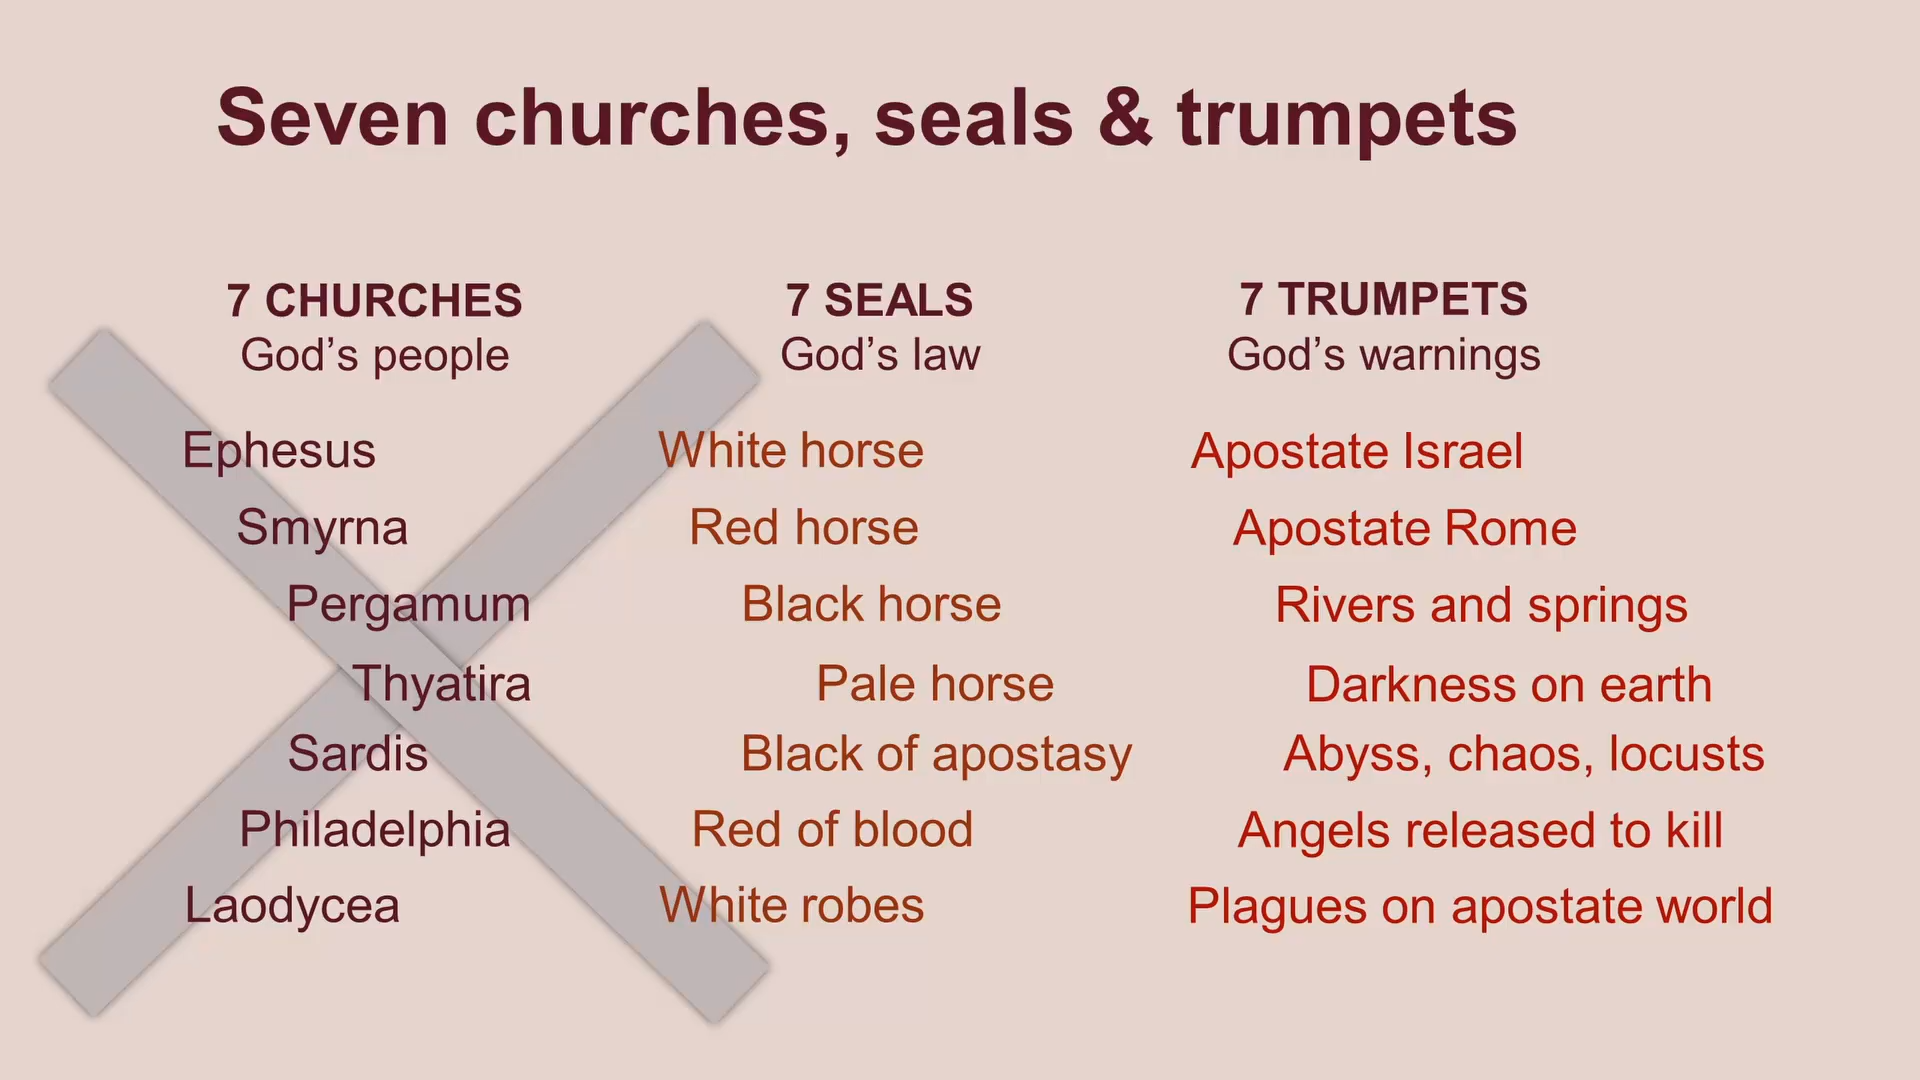 Seven churches, seals & trumpets
7 CHURCHES
God’s people
Ephesus
Smyrna
Pergamum
Thyatira
Sardis
Philadelphia
Laodycea
7 SEALS
God’s law
White horse
Red horse
Black horse
Pale horse
Black of apostasy
Red of blood
White robes
7 TRUMPETS
God’s warnings
Apostate Israel
Apostate Rome
Rivers and springs
Darkness on earth
Abyss, chaos, locusts
Angels released to kill
Plagues on apostate world